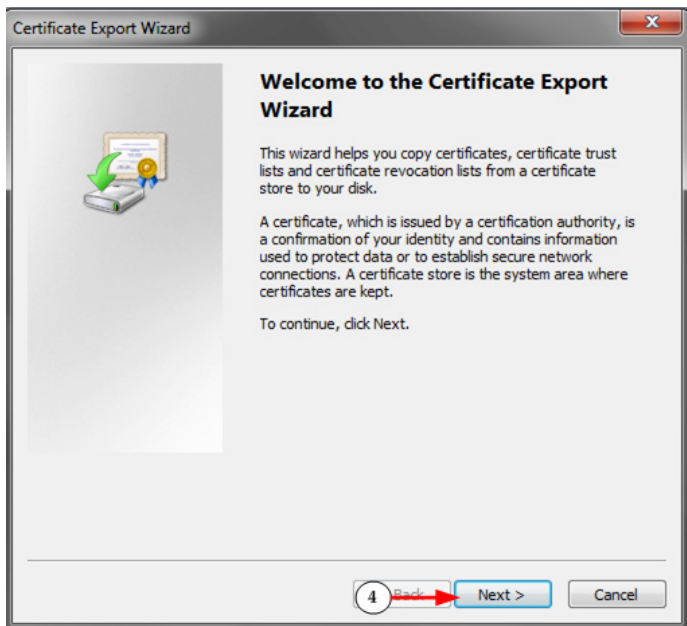 Certificate Export Wizard
Welcome to the Certificate Export
Wizard
This wizard helps you copy certificates, certificate trust
lists and certificate revocation lists from a certificate
store to your disk.
A certificate, which is issued by a certification authority, is
a confirmation of your identity and contains information
used to protect data or to establish secure network
connections. A certificate store is the system area where
certificates are kept.
To continue, click Next.
4 Back Next > Cancel